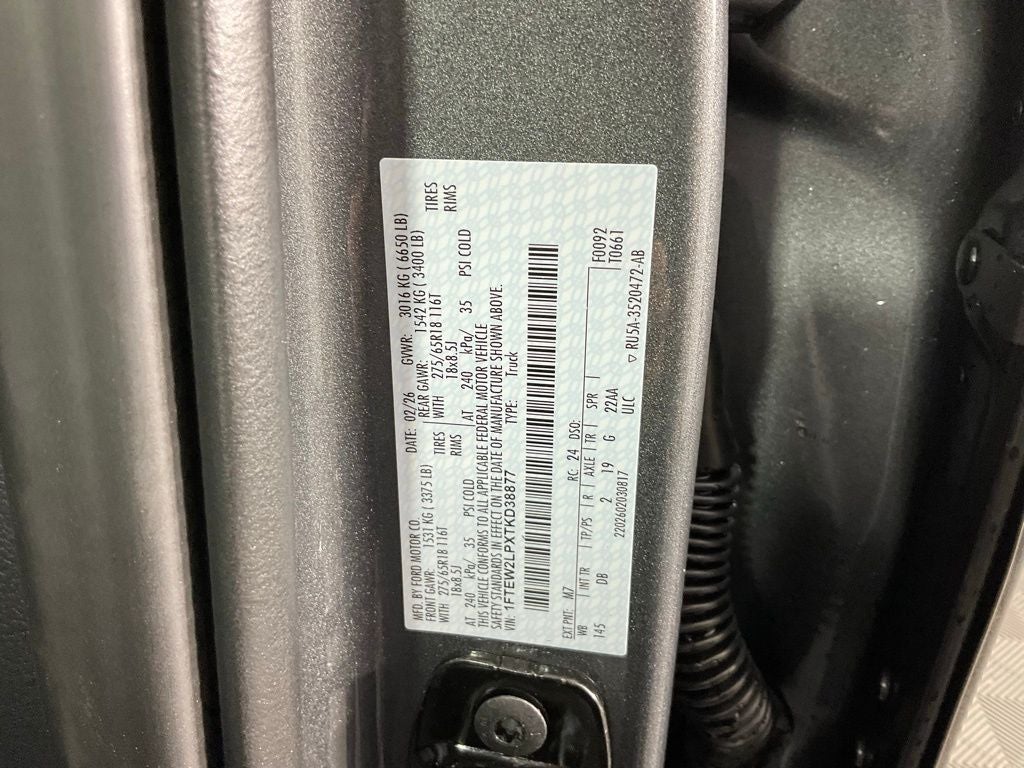 MFD. BY FORD MOTOR CO. DATE: 02/26 GVWR: 3016 KG ( 6650 LB)
FRONT GAWR: 1531 KG ( 3375 LB) REAR GAWR: 1542 KG ( 3400 LB)
WITH 275/65R18 116T TIRES WITH 275/65R18 116T TIRES
18x8.5J RIMS 18x8.5J RIMS
AT 240 kPa/ 35 PSI COLD AT 240 kPa/ 35 PSI COLD
THIS VEHICLE CONFORMS TO ALL APPLICABLE FEDERAL MOTOR VEHICLE
SAFETY STANDARDS IN EFFECT ON THE DATE OF MANUFACTURE SHOWN ABOVE.
VIN: 1FTEW2LPXTKD38877 TYPE: Truck
EXT PNT: M7 RC: 24 DSO: F0092
WB INT TR TP/PS R AXLE TR SPR T0661
145 DB 2 19 G 22AA
2202602030817 ULC
▽ RU5A-3520472-AB